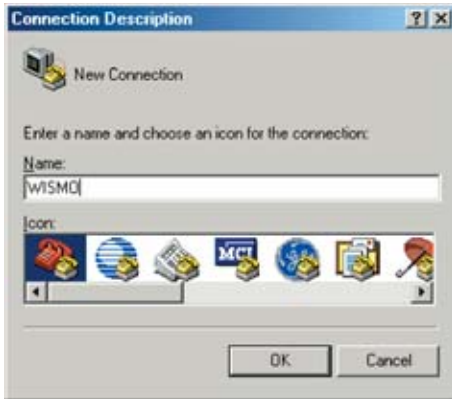 Connection Description
New Connection
Enter a name and choose an icon for the connection:
Name:
WISMO
Icon:
MCI
OK
Cancel